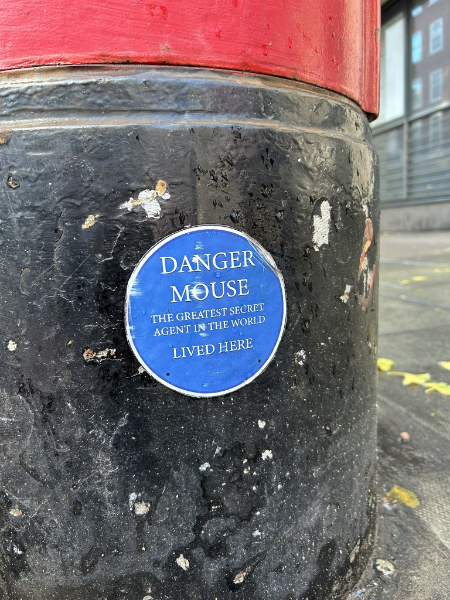 DANGER
MOUSE
THE GREATEST SECRET
AGENT IN THE WORLD
LIVED HERE